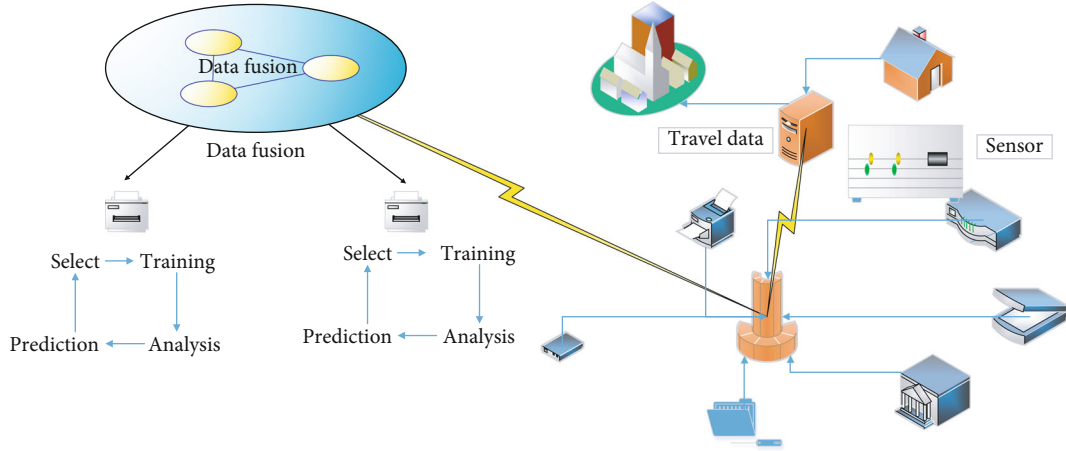 Data fusion
Data fusion
Select
Training
Prediction
Analysis
Select
Training
Prediction
Analysis
Travel data
Sensor